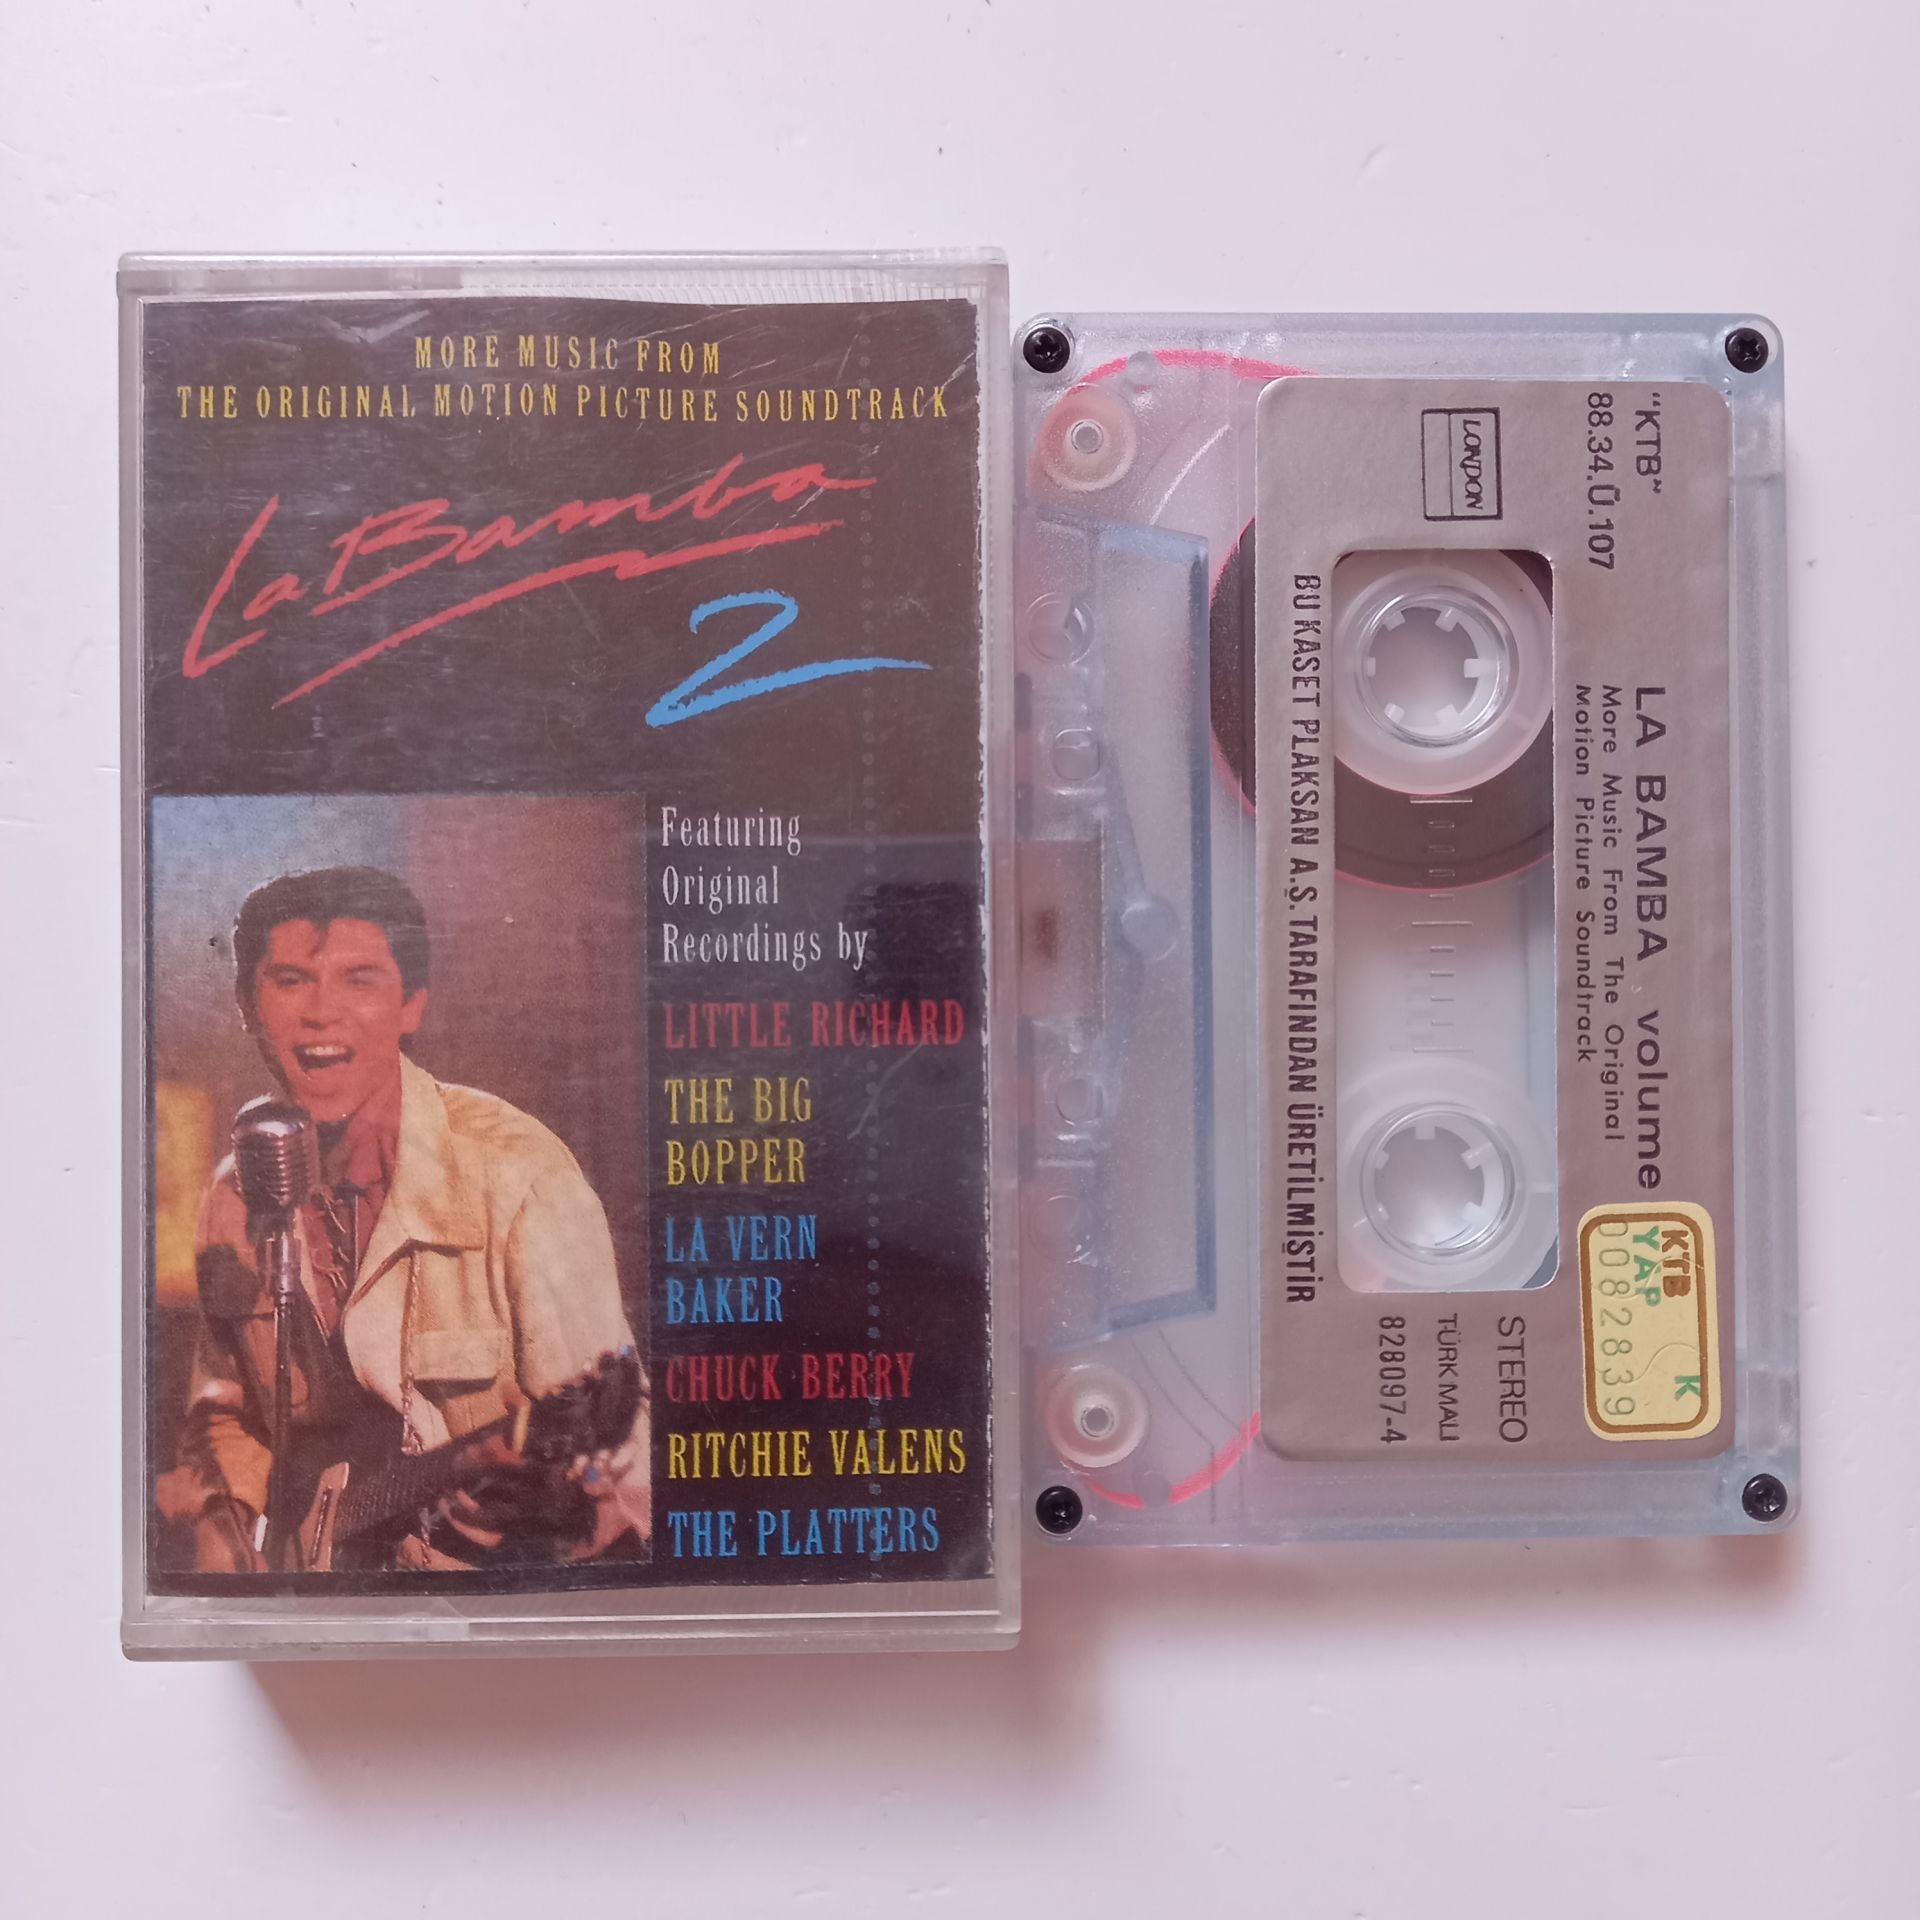 MORE MUSIC FROM
THE ORIGINAL MOTION PICTURE SOUNDTRACK
La Bamba
2
Featuring
Original
Recordings by
LITTLE RICHARD
THE BIG
BOPPER
LA VERN
BAKER
CHUCK BERRY
RITCHIE VALENS
THE PLATTERS
"KTB"
88.34.Ü.107
LONDON
LA BAMBA, volume
More Music From The Original
Motion Picture Soundtrack
BU KASET PLAKSAN A.Ş. TARAFINDAN ÜRETİLMİŞTİR
STEREO
TÜRK MALI
828097-4
KTB K
YAP
0082839